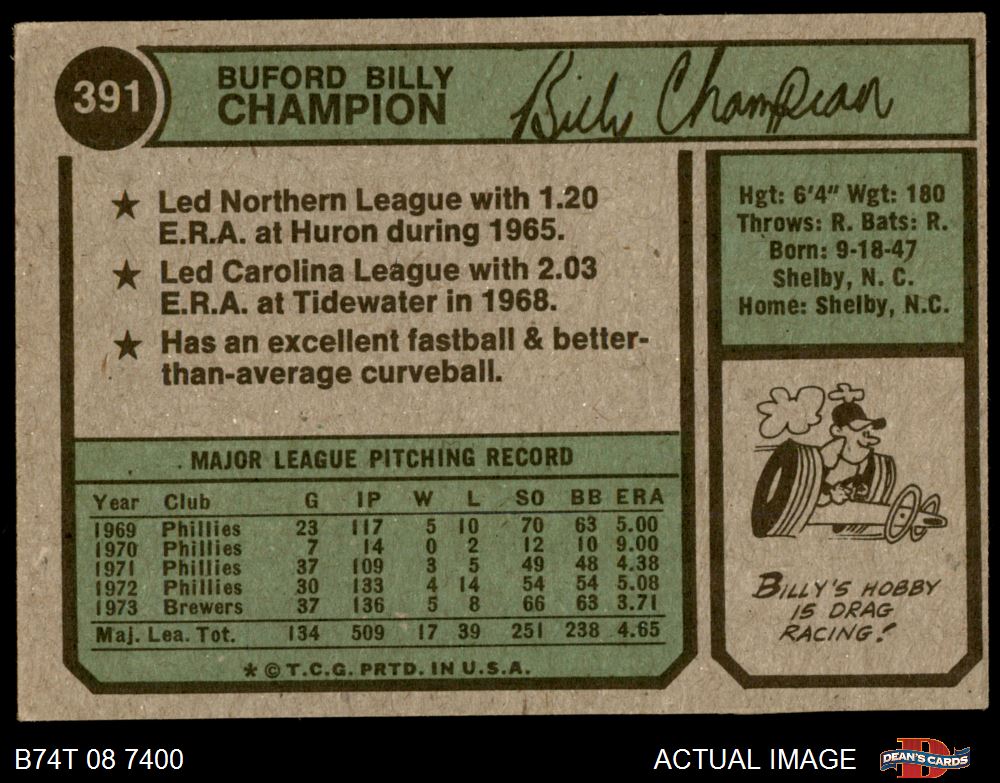 391
BUFORD BILLY
CHAMPION
Billy Champion
★ Led Northern League with 1.20
E.R.A. at Huron during 1965.
★ Led Carolina League with 2.03
E.R.A. at Tidewater in 1968.
★ Has an excellent fastball & better-
than-average curveball.
Hgt: 6'4" Wgt: 180
Throws: R. Bats: R.
Born: 9-18-47
Shelby, N. C.
Home: Shelby, N.C.
MAJOR LEAGUE PITCHING RECORD
Year Club G IP W L SO BB ERA
1969 Phillies 23 117 5 10 70 63 5.00
1970 Phillies 7 14 0 2 12 10 9.00
1971 Phillies 37 109 3 5 49 48 4.38
1972 Phillies 30 133 4 14 54 54 5.08
1973 Brewers 37 136 5 8 66 63 3.71
Maj. Lea. Tot. 134 509 17 39 251 238 4.65
* © T.C.G. PRTD. IN U.S.A.
BILLY'S HOBBY
IS DRAG
RACING!
B74T 08 7400
ACTUAL IMAGE
DEAN'S CARDS